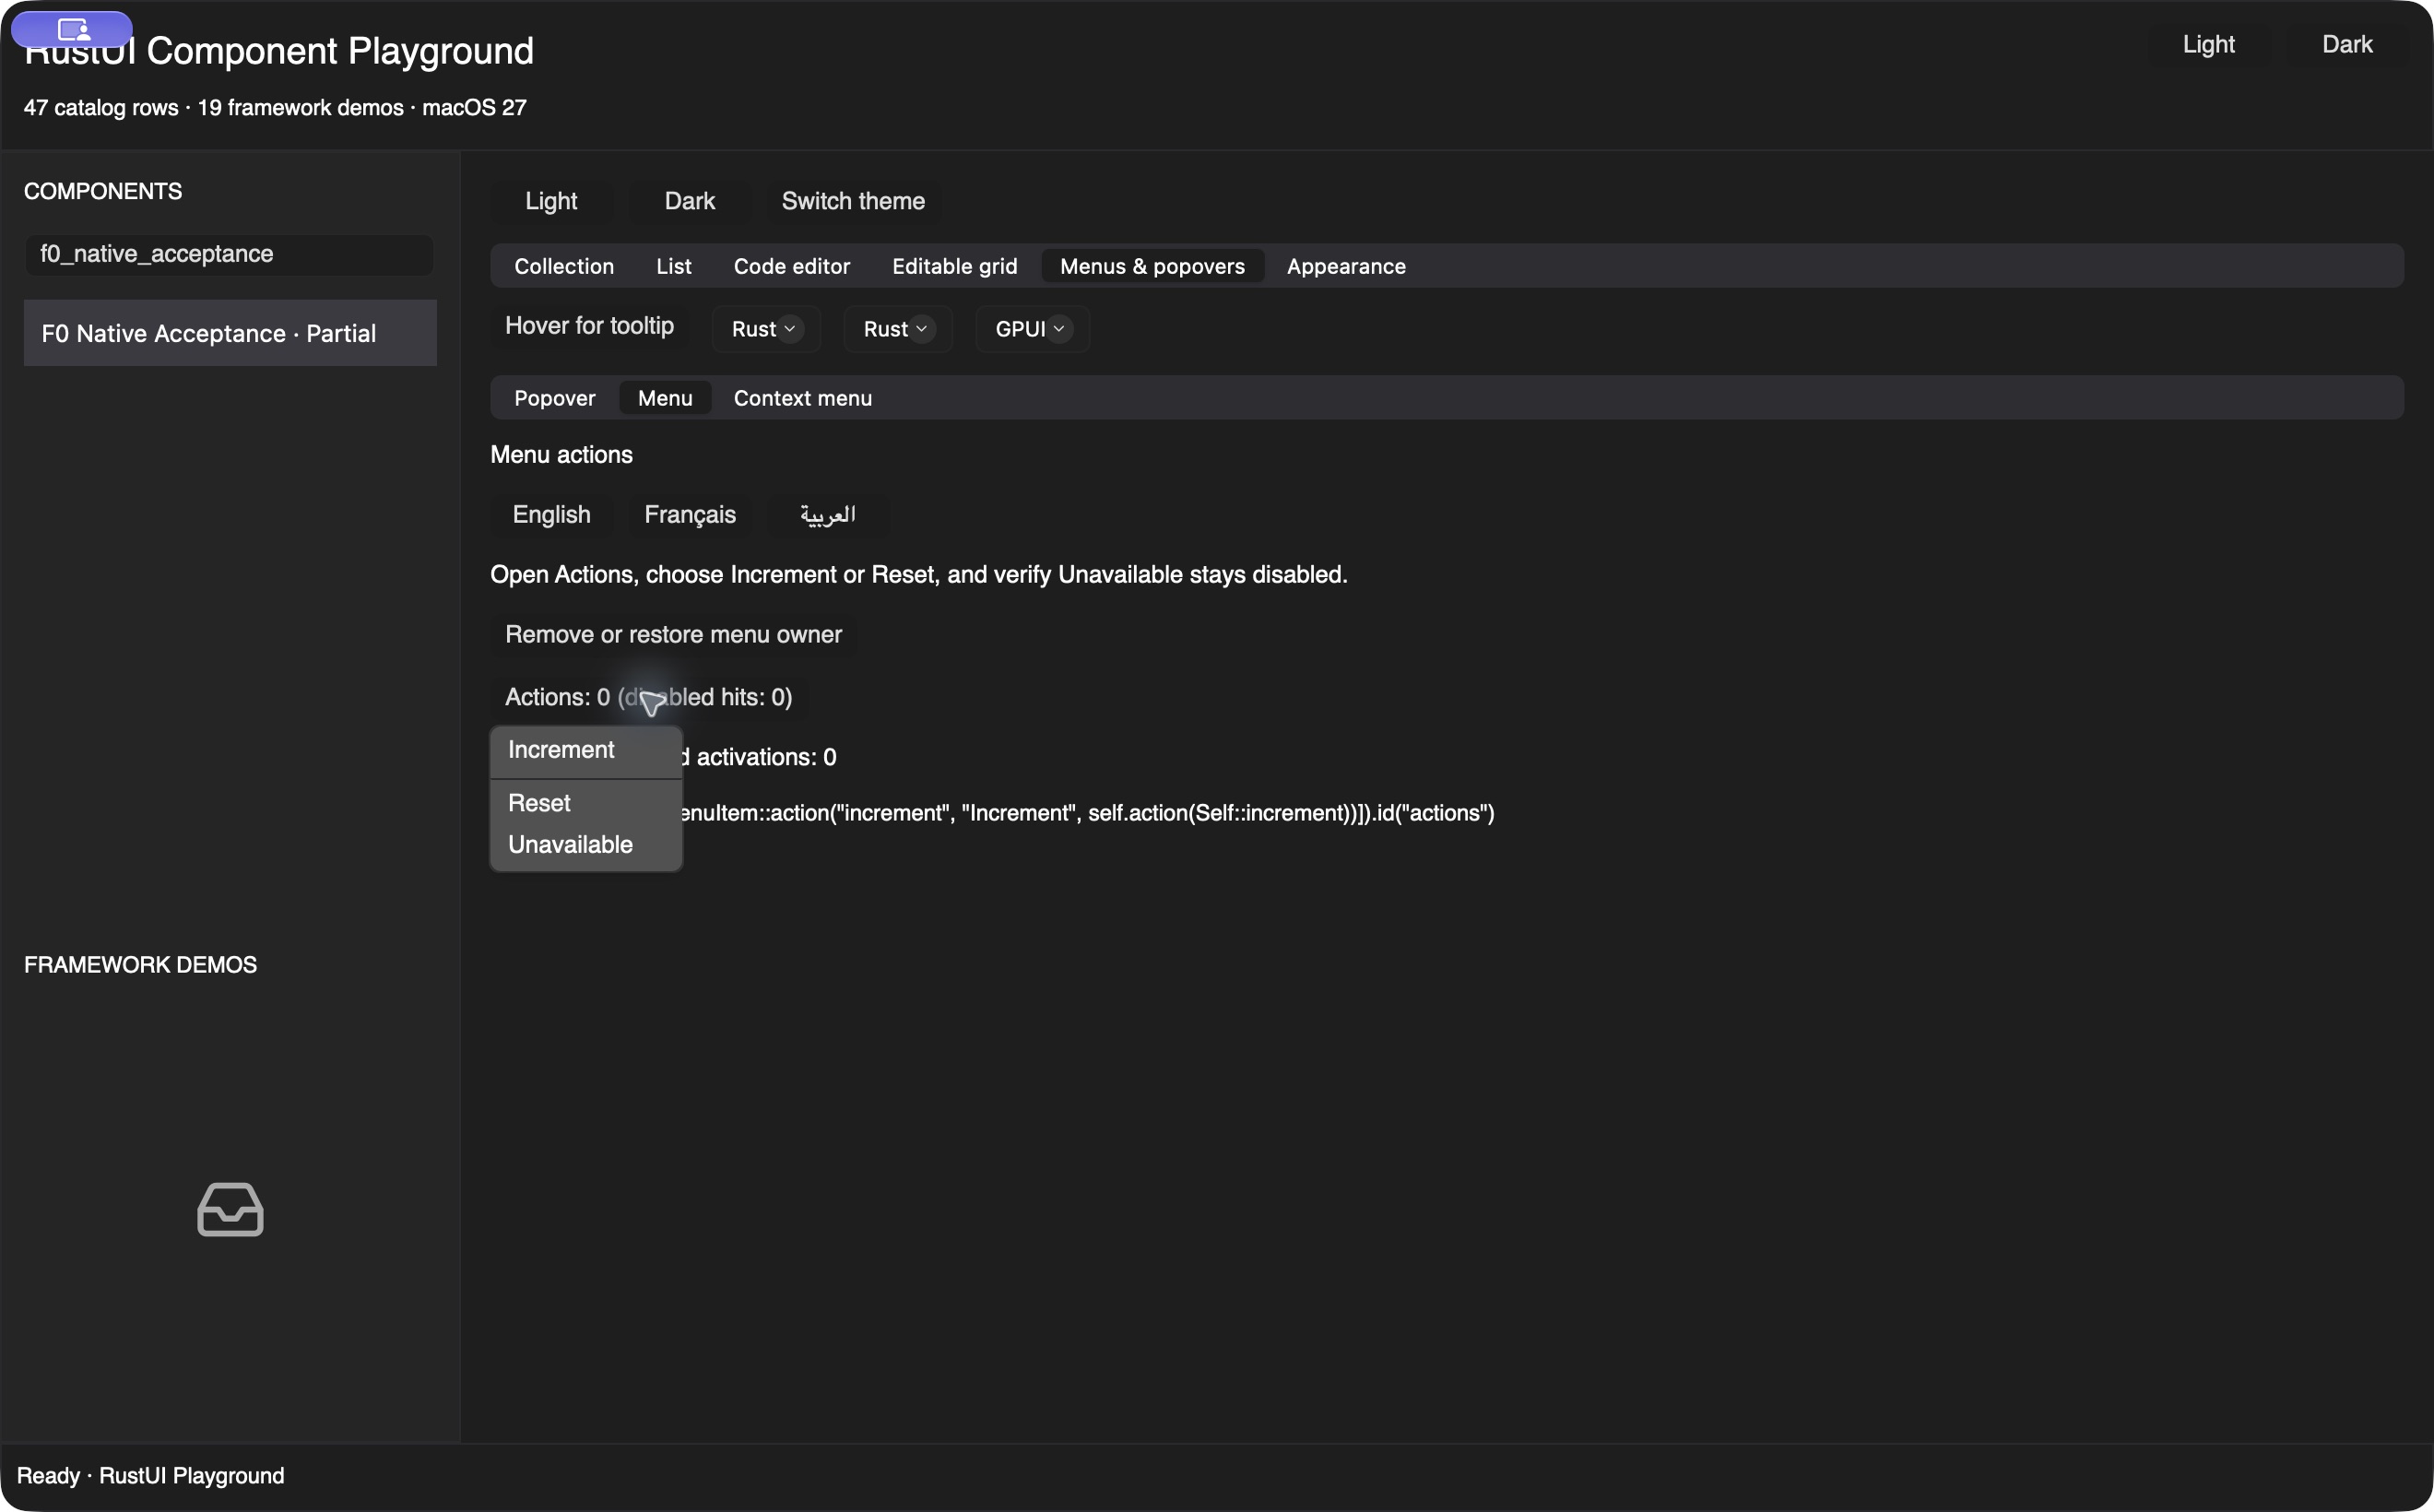 RustUI Component Playground
Light
Dark
47 catalog rows · 19 framework demos · macOS 27
COMPONENTS
f0_native_acceptance
F0 Native Acceptance · Partial
FRAMEWORK DEMOS
Light
Dark
Switch theme
Collection
List
Code editor
Editable grid
Menus & popovers
Appearance
Hover for tooltip
Rust
Rust
GPUI
Popover
Menu
Context menu
Menu actions
English
Français
العربية
Open Actions, choose Increment or Reset, and verify Unavailable stays disabled.
Remove or restore menu owner
Actions: 0 (disabled hits: 0)
Increment
Reset
Unavailable
activations: 0
enuItem::action("increment", "Increment", self.action(Self::increment))]).id("actions")
Ready · RustUI Playground